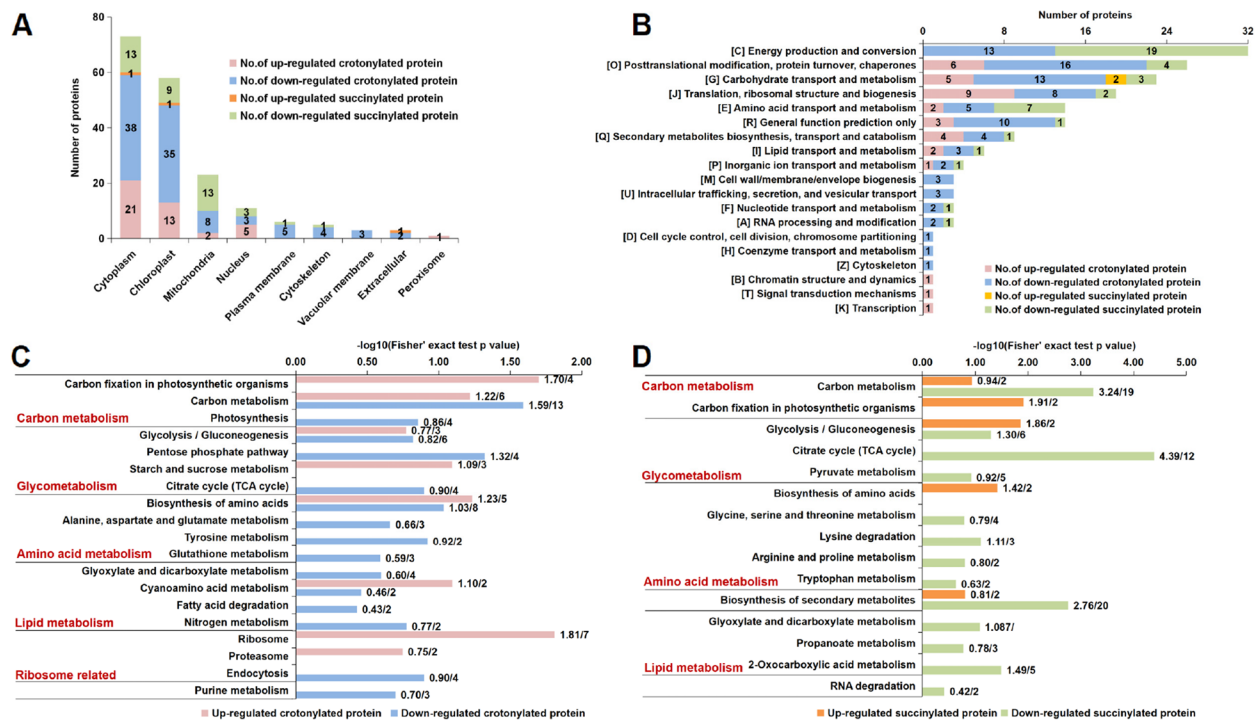 A
Number of proteins
80
60
40
20
0
No.of up-regulated crotonylated protein
No.of down-regulated crotonylated protein
No.of up-regulated succinylated protein
No.of down-regulated succinylated protein
13
1
38
21
9
1
35
13
13
8
2
3
3
5
1
5
1
4
3
1
2
1
Cytoplasm
Chloroplast
Mitochondria
Nucleus
Plasma membrane
Cytoskeleton
Vacuolar membrane
Extracellular
Peroxisome
B
Number of proteins
0 4 8 12 16 20 24 28 32
[C] Energy production and conversion 13 19
[O] Posttranslational modification, protein turnover, chaperones 6 16 4
[G] Carbohydrate transport and metabolism 5 13 2 3
[J] Translation, ribosomal structure and biogenesis 9 8 2
[E] Amino acid transport and metabolism 2 5 7
[R] General function prediction only 3 10 1
[Q] Secondary metabolites biosynthesis, transport and catabolism 4 4 1
[I] Lipid transport and metabolism 2 3 1
[P] Inorganic ion transport and metabolism 1 2 1
[M] Cell wall/membrane/envelope biogenesis 3
[U] Intracellular trafficking, secretion, and vesicular transport 3
[F] Nucleotide transport and metabolism 2 1
[A] RNA processing and modification 2 1
[D] Cell cycle control, cell division, chromosome partitioning 1
[H] Coenzyme transport and metabolism 1
[Z] Cytoskeleton 1
[B] Chromatin structure and dynamics 1
[T] Signal transduction mechanisms 1
[K] Transcription 1
No.of up-regulated crotonylated protein
No.of down-regulated crotonylated protein
No.of up-regulated succinylated protein
No.of down-regulated succinylated protein
C
-log10(Fisher' exact test p value)
0.00 0.50 1.00 1.50 2.00
Carbon fixation in photosynthetic organisms 1.70/4
Carbon metabolism 1.22/6
1.59/13
Carbon metabolism
Photosynthesis 0.86/4
Glycolysis / Gluconeogenesis 0.77/3
0.82/6
Pentose phosphate pathway 1.32/4
Starch and sucrose metabolism 1.09/3
Glycometabolism
Citrate cycle (TCA cycle) 0.90/4
Biosynthesis of amino acids 1.23/5
1.03/8
Alanine, aspartate and glutamate metabolism 0.66/3
Tyrosine metabolism 0.92/2
Amino acid metabolism
Glutathione metabolism 0.59/3
Glyoxylate and dicarboxylate metabolism 0.60/4
Cyanoamino acid metabolism 1.10/2
0.46/2
Fatty acid degradation 0.43/2
Lipid metabolism
Nitrogen metabolism 0.77/2
Ribosome 1.81/7
Proteasome 0.75/2
Ribosome related
Endocytosis 0.90/4
Purine metabolism 0.70/3
Up-regulated crotonylated protein Down-regulated crotonylated protein
D
-log10(Fisher' exact test p value)
0.00 1.00 2.00 3.00 4.00 5.00
Carbon metabolism
Carbon metabolism 0.94/2
3.24/19
Carbon fixation in photosynthetic organisms 1.91/2
Glycolysis / Gluconeogenesis 1.86/2
1.30/6
Citrate cycle (TCA cycle) 4.39/12
Glycometabolism
Pyruvate metabolism 0.92/5
Biosynthesis of amino acids 1.42/2
Glycine, serine and threonine metabolism 0.79/4
Lysine degradation 1.11/3
Arginine and proline metabolism 0.80/2
Amino acid metabolism
Tryptophan metabolism 0.63/2
Biosynthesis of secondary metabolites 0.81/2
2.76/20
Glyoxylate and dicarboxylate metabolism 1.087/
Propanoate metabolism 0.78/3
Lipid metabolism
2-Oxocarboxylic acid metabolism 1.49/5
RNA degradation 0.42/2
Up-regulated succinylated protein Down-regulated succinylated protein